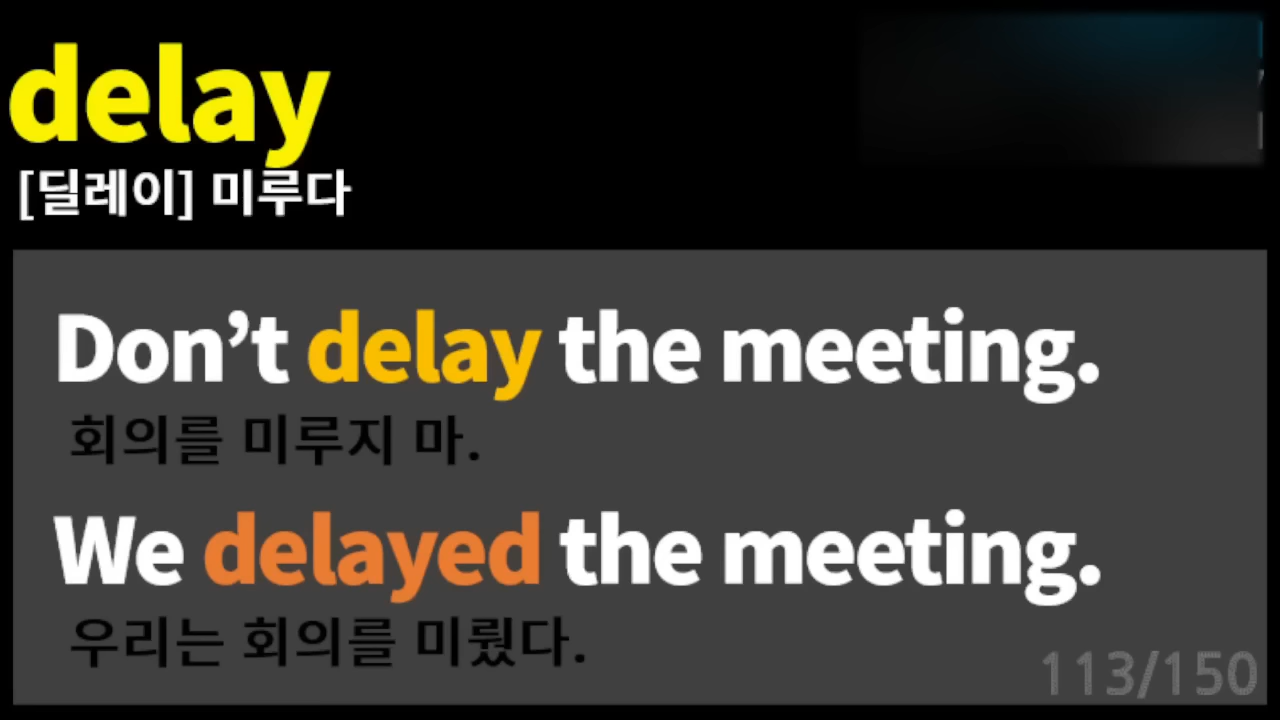 delay
[딜레이] 미루다
Don’t delay the meeting.
회의를 미루지 마.
We delayed the meeting.
우리는 회의를 미뤘다.
113/150